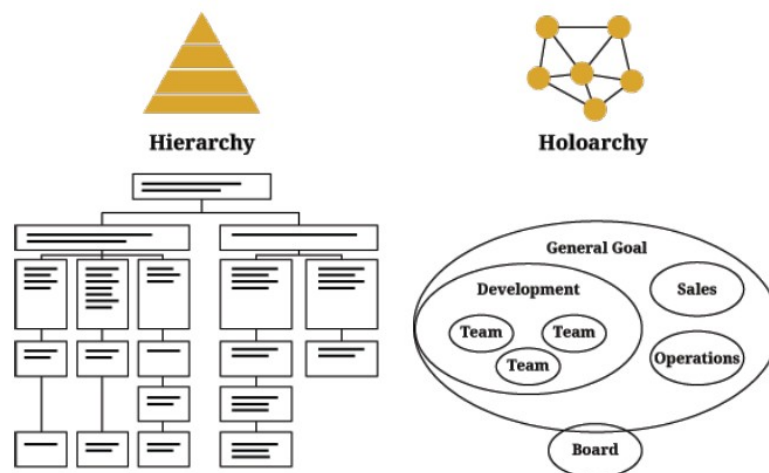 Hierarchy
Holoarchy
General Goal
Development
Sales
Team
Team
Team
Operations
Board